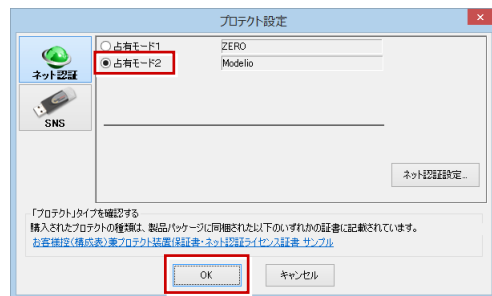 プロテクト設定
×
占有モード1 ZERO
占有モード2 Modelio
ネット認証
SNS
ネット認証設定...
「プロテクト」タイプを確認する
購入されたプロテクトの種類は、製品パッケージに同梱された以下のいずれかの証書に記載されています。
お客様控(構成表)兼プロテクト装置保証書・ネット認証ライセンス証書 サンプル
OK キャンセル